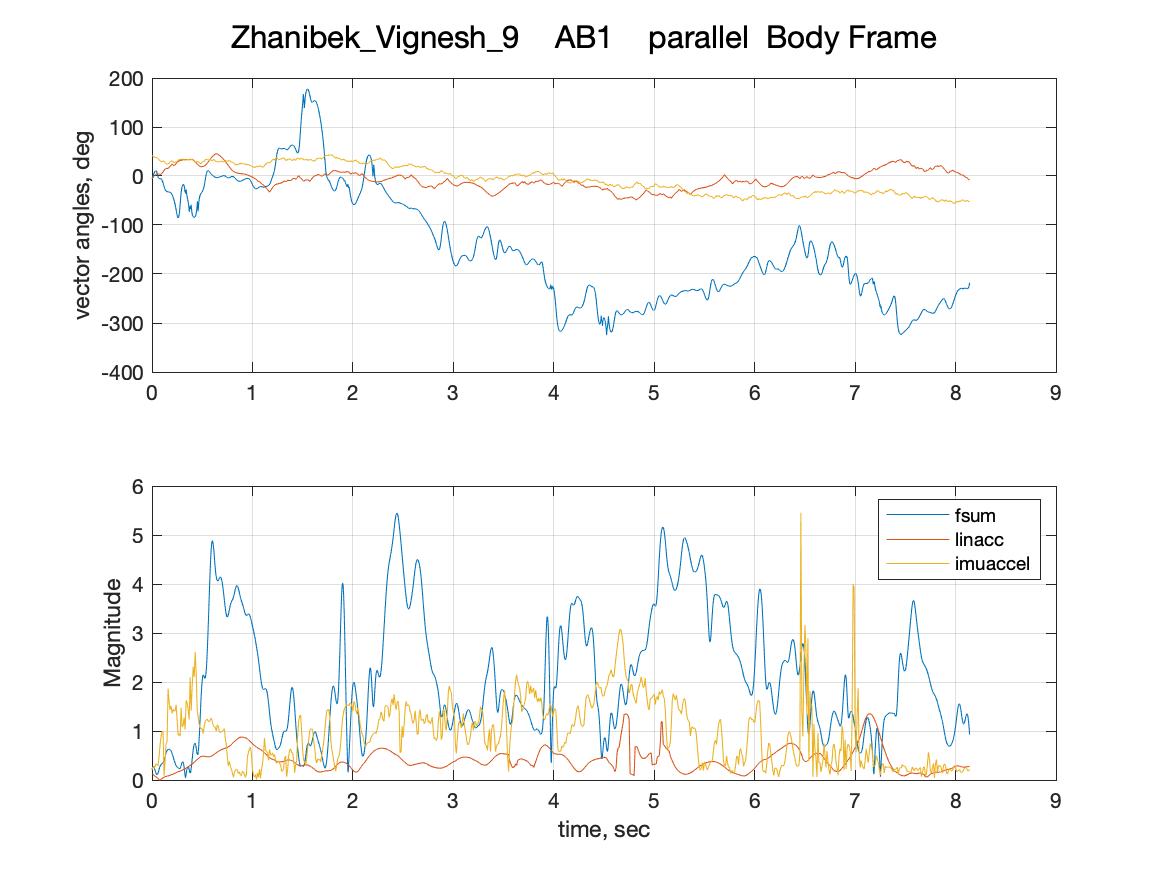 Zhanibek_Vignesh_9 AB1 parallel Body Frame
200
100
0
-100
-200
-300
-400
vector angles, deg
0 1 2 3 4 5 6 7 8 9
6
5
4
3
2
1
0
Magnitude
fsum
linacc
imuaccel
0 1 2 3 4 5 6 7 8 9
time, sec